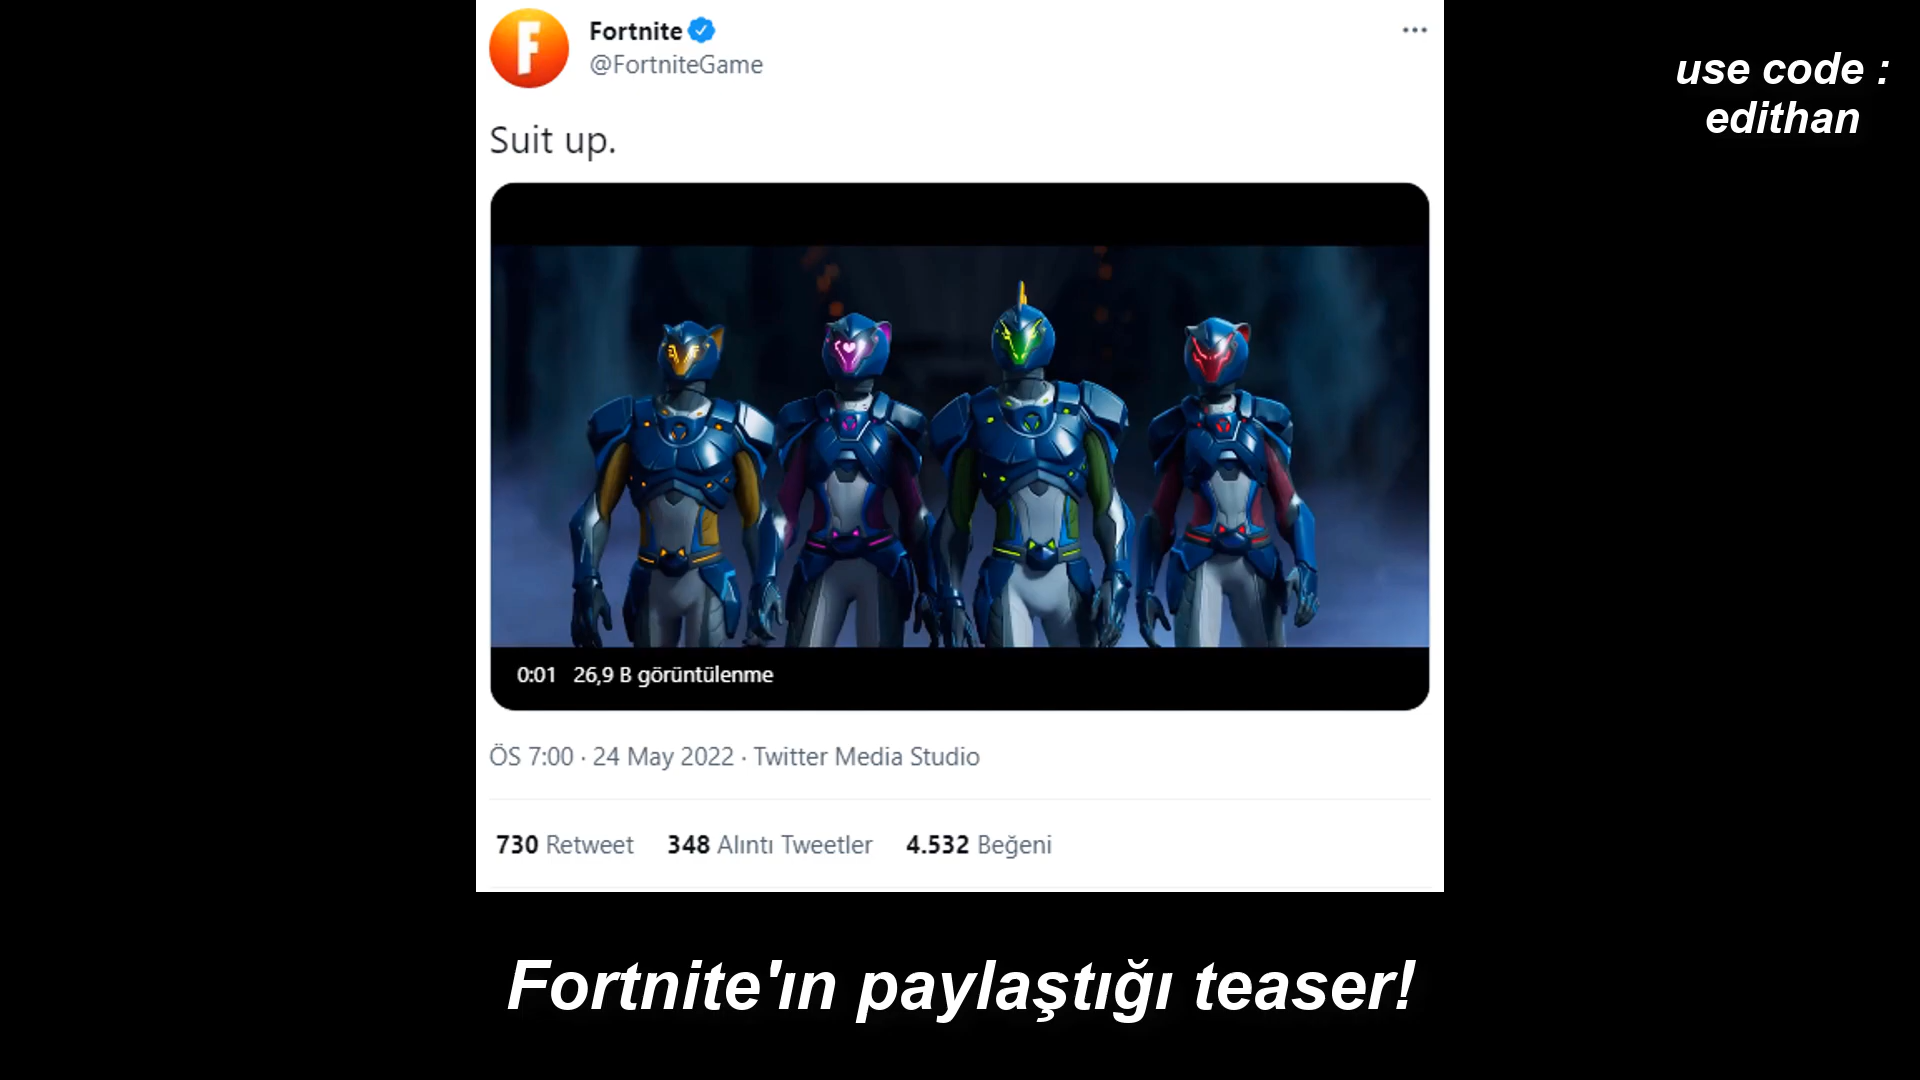 Fortnite
@FortniteGame
use code :
edithan
Suit up.
0:01 26,9 B görüntülenme
ÖS 7:00 · 24 May 2022 · Twitter Media Studio
730 Retweet 348 Alıntı Tweetler 4.532 Beğeni
Fortnite'ın paylaştığı teaser!